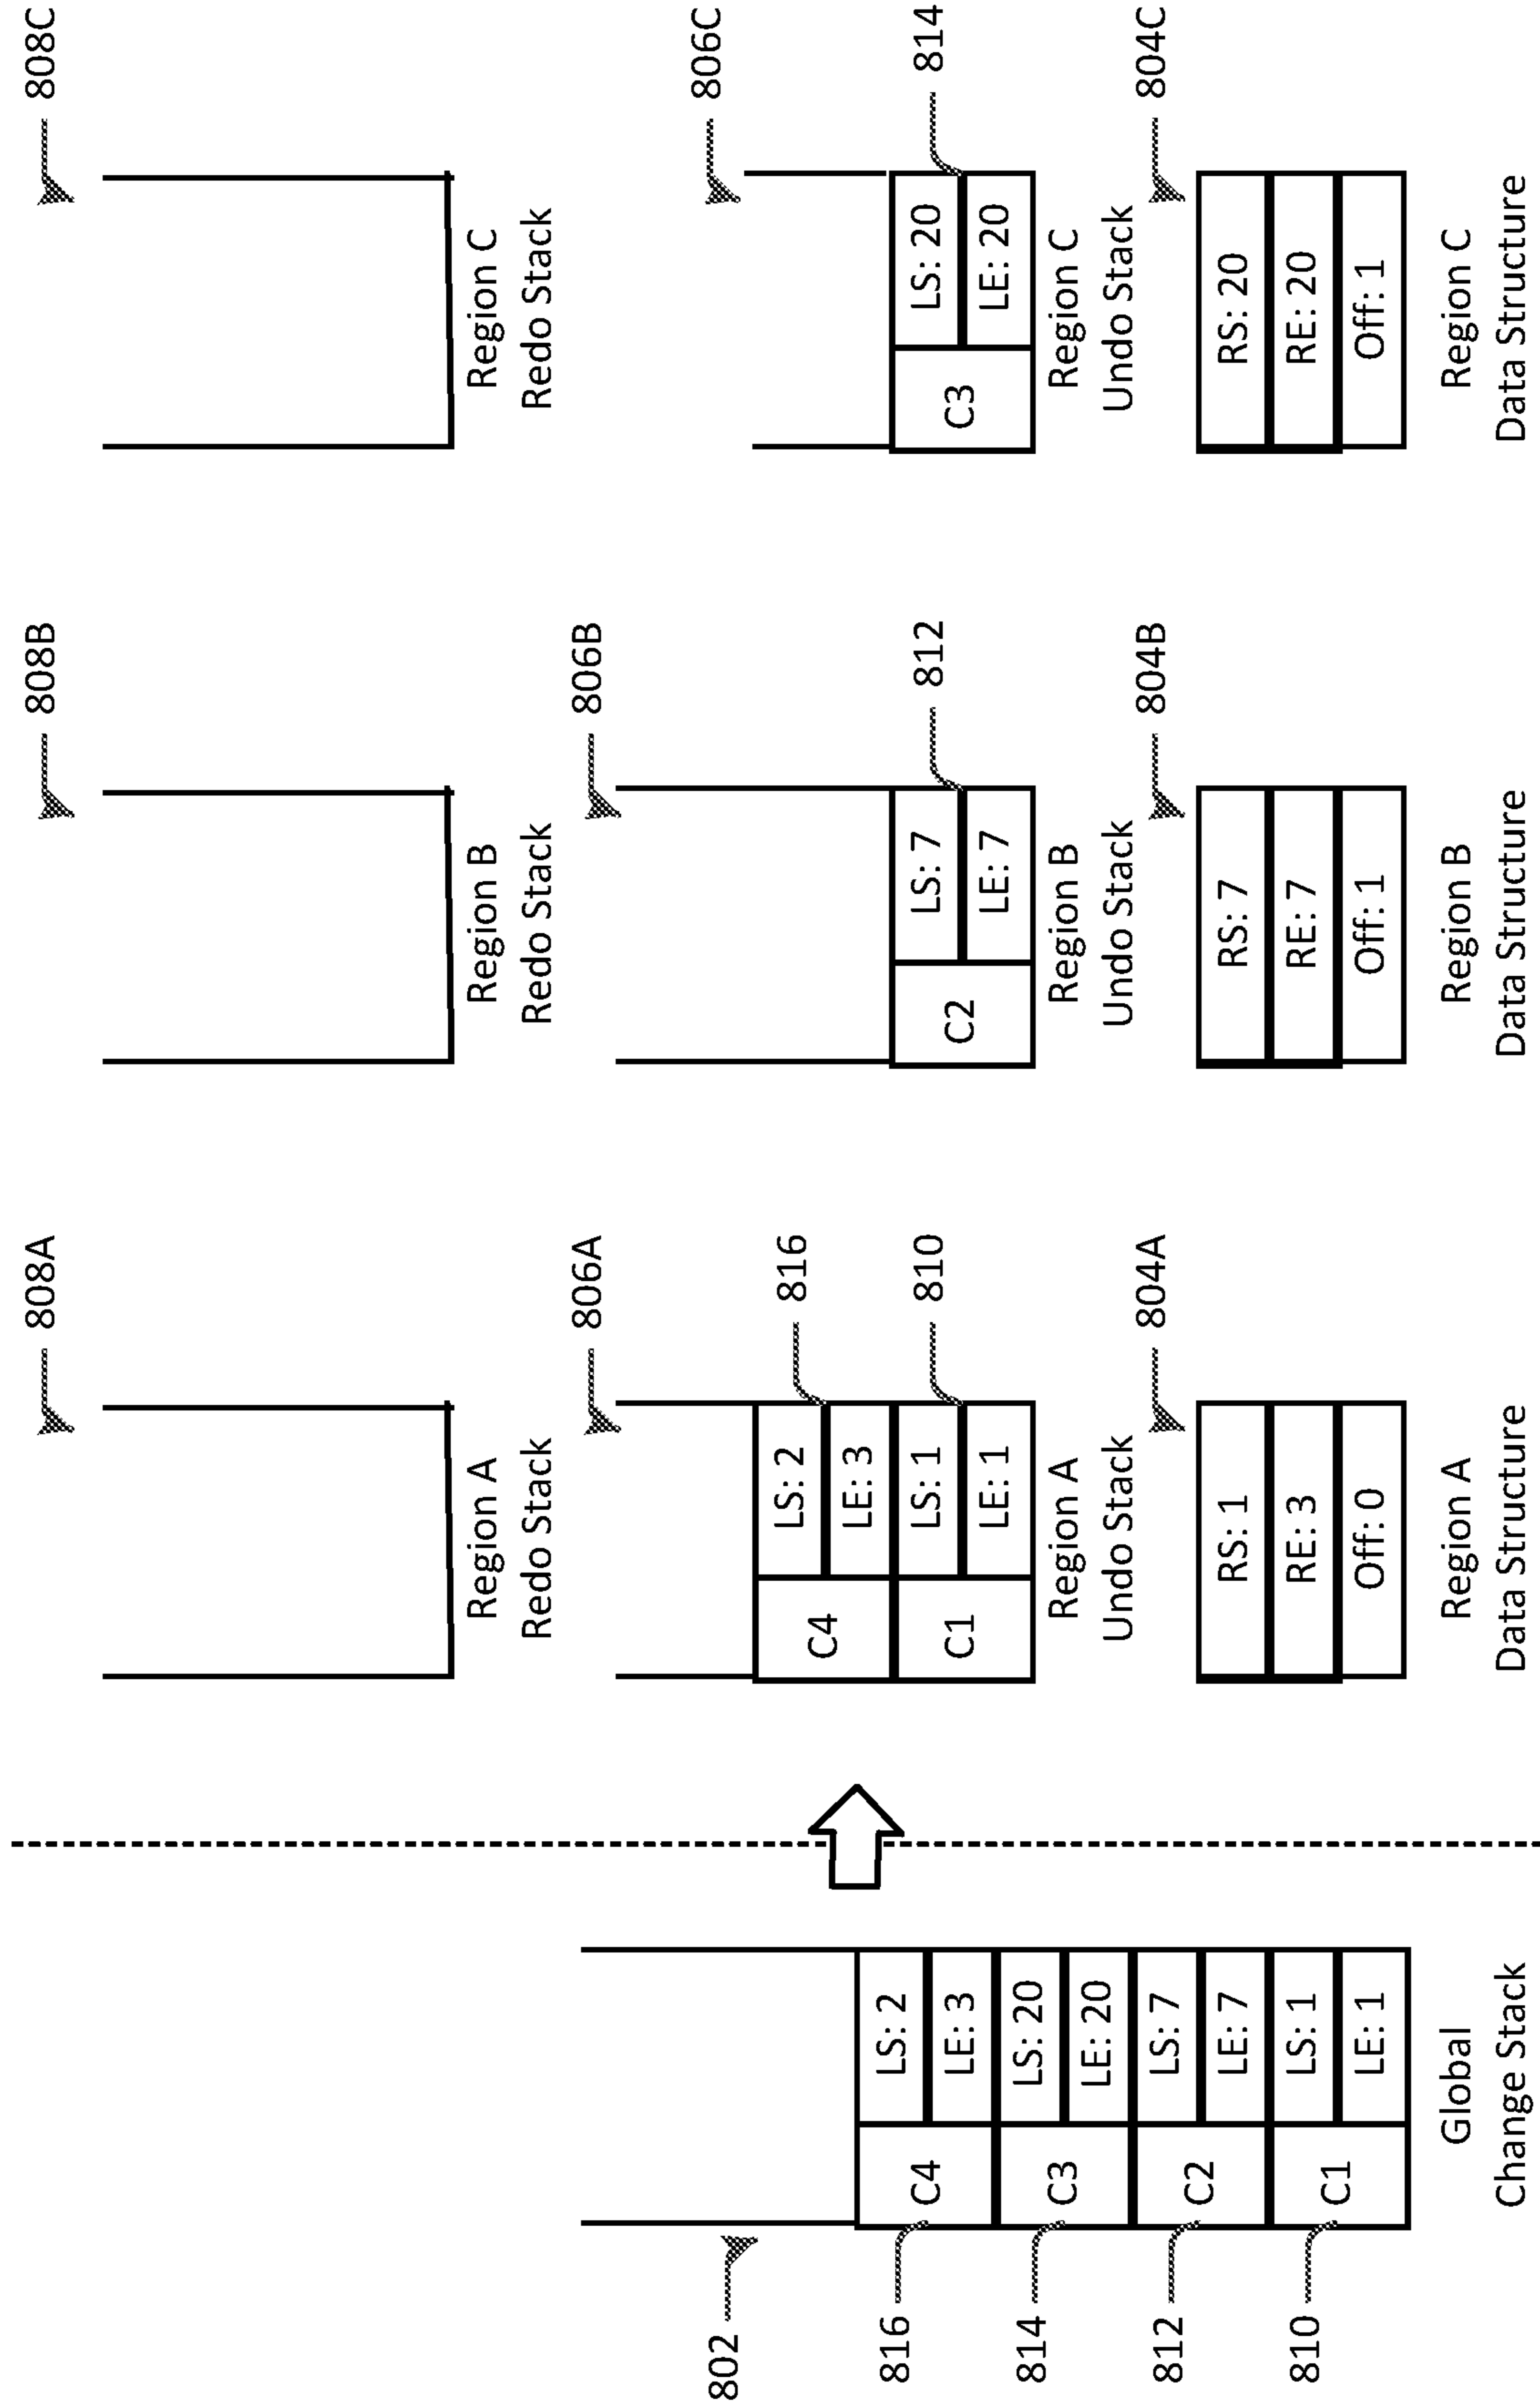 802
816
814
812
810
C4
LS: 2
LE: 3
C3
LS: 20
LE: 20
C2
LS: 7
LE: 7
C1
LS: 1
LE: 1
Global
Change Stack
808A
Region A
Redo Stack
806A
C4
LS: 2
LE: 3
816
C1
LS: 1
LE: 1
810
Region A
Undo Stack
804A
RS: 1
RE: 3
Off: 0
Region A
Data Structure
808B
Region B
Redo Stack
806B
C2
LS: 7
LE: 7
812
Region B
Undo Stack
804B
RS: 7
RE: 7
Off: 1
Region B
Data Structure
808C
Region C
Redo Stack
806C
C3
LS: 20
LE: 20
814
Region C
Undo Stack
804C
RS: 20
RE: 20
Off: 1
Region C
Data Structure